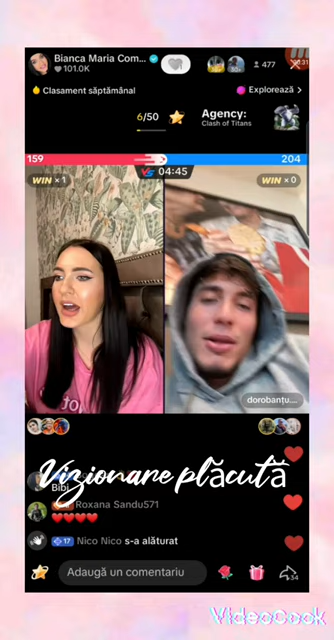 Bianca Maria Com...
101.0K
477
Clasament săptămânal
Explorează >
6/50
Agency:
Clash of Titans
159
204
WIN × 1
VS 04:45
WIN × 0
dorobanțu...
Vizionare plăcută
Bibi
Roxana Sandu571
17 Nico Nico s-a alăturat
Adaugă un comentariu
34
VideoCook